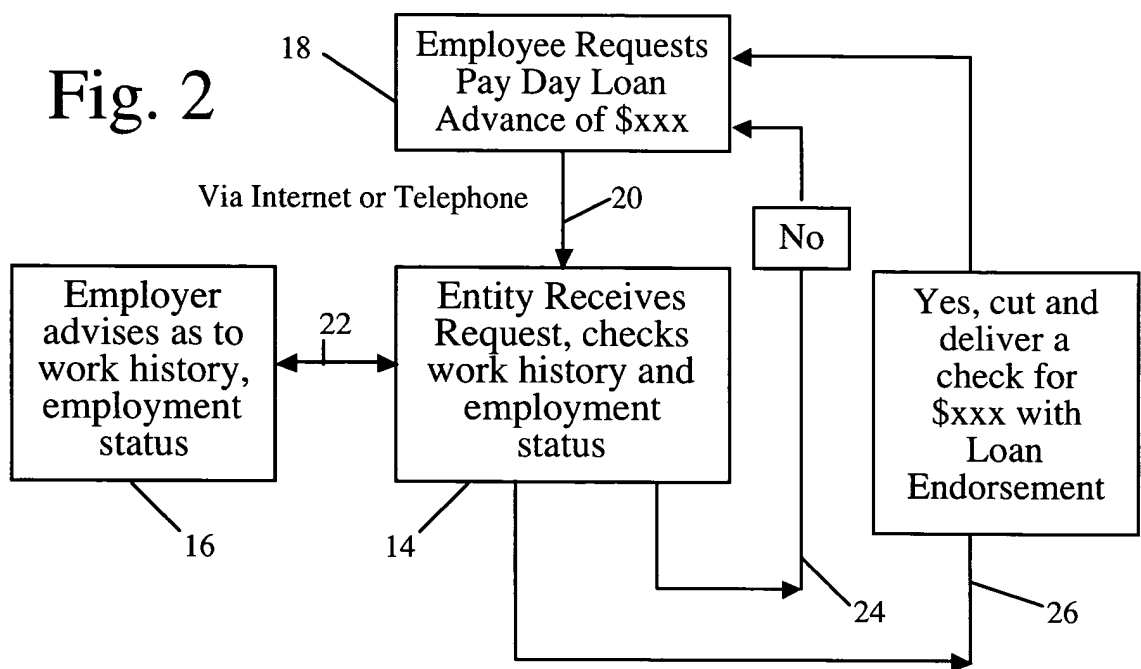 Fig. 2
18
Employee Requests
Pay Day Loan
Advance of $xxx
Via Internet or Telephone
20
No
Employer
advises as to
work history,
employment
status
22
Entity Receives
Request, checks
work history and
employment
status
Yes, cut and
deliver a
check for
$xxx with
Loan
Endorsement
16
14
24
26